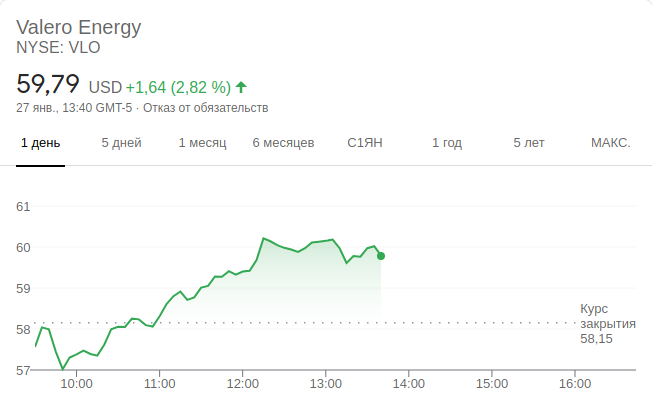 Valero Energy
NYSE: VLO
59,79 USD +1,64 (2,82 %)
27 янв., 13:40 GMT-5 · Отказ от обязательств
1 день 5 дней 1 месяц 6 месяцев С1ЯН 1 год 5 лет МАКС.
61
60
59
58
57
Курс
закрытия
58,15
10:00 11:00 12:00 13:00 14:00 15:00 16:00